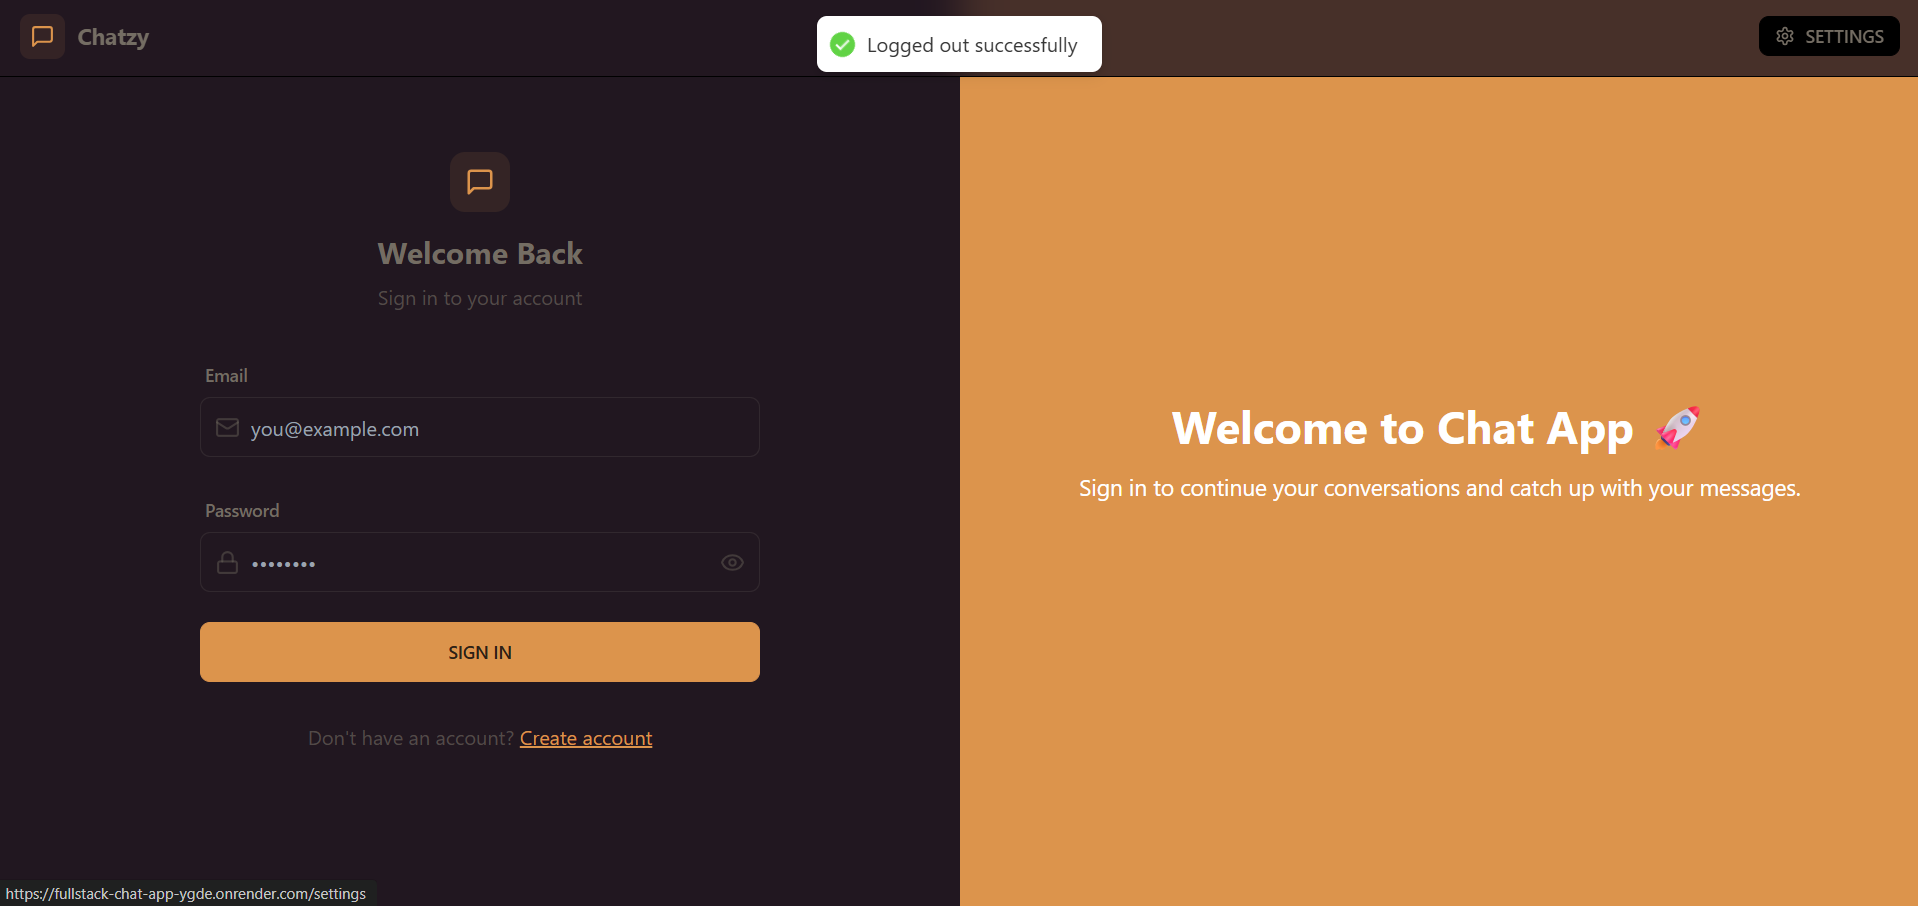 Chatzy
Logged out successfully
SETTINGS
Welcome Back
Sign in to your account
Email
you@example.com
Password
••••••••
SIGN IN
Don't have an account? Create account
Welcome to Chat App 🚀
Sign in to continue your conversations and catch up with your messages.
https://fullstack-chat-app-ygde.onrender.com/settings